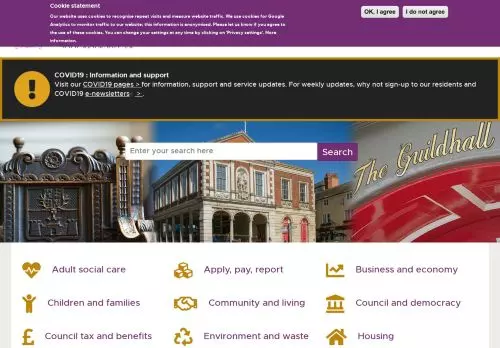 Cookie statement
Our website uses cookies to recognise repeat visits and measure website traffic. We use cookies for Google
Analytics to monitor traffic to our website; this information is anonymised. Please let us know if you agree to
the use of these cookies. You can change your settings at any time by clicking on 'Privacy settings'. More
information.
OK, I agree
I do not agree
COVID19 : Information and support
Visit our COVID19 pages > for information, support and service updates. For weekly updates, why not sign-up to our residents and
COVID19 e-newsletters > .
Enter your search here
Search
The Guildhall
Adult social care
Apply, pay, report
Business and economy
Children and families
Community and living
Council and democracy
Council tax and benefits
Environment and waste
Housing